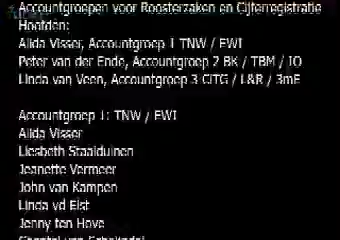 Accountgroepen voor Roosterzaken en Cijferregistratie
Hoofden:
Alida Visser, Accountgroep 1 TNW / EWI
Peter van der Ende, Accountgroep 2 BK / TBM / IO
Linda van Veen, Accountgroep 3 CiTG / L&R / 3mE
Accountgroep 1: TNW / EWI
Alida Visser
Liesbeth Staalduinen
Jeanette Vermeer
John van Kampen
Linda vd Elst
Jenny ten Hove